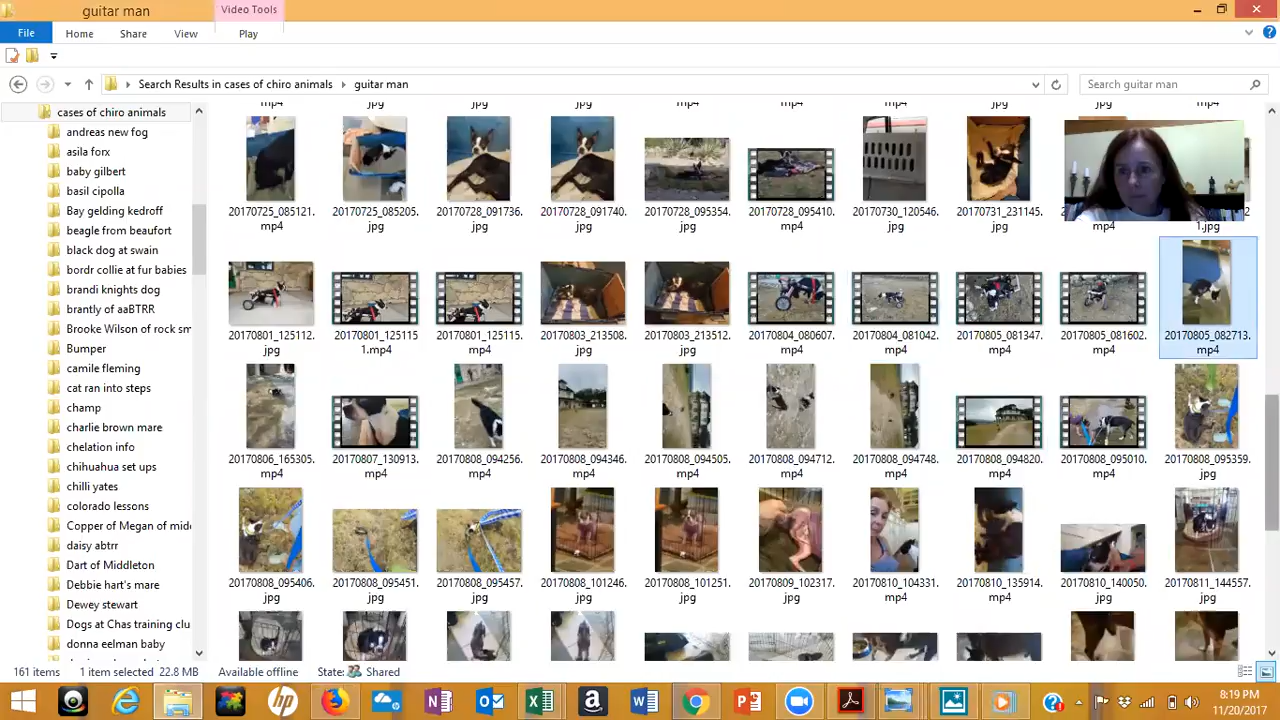 guitar man
Video Tools
File
Home
Share
View
Play
Search Results in cases of chiro animals
guitar man
Search guitar man
cases of chiro animals
andreas new fog
asila forx
baby gilbert
basil cipolla
Bay gelding kedroff
beagle from beaufort
black dog at swain
bordr collie at fur babies
brandi knights dog
brantly of aaBTRR
Brooke Wilson of rock sm
Bumper
camile fleming
cat ran into steps
champ
charlie brown mare
chelation info
chihuahua set ups
chilli yates
colorado lessons
Copper of Megan of midd
daisy abtrr
Dart of Middleton
Debbie hart's mare
Dewey stewart
Dogs at Chas training clu
donna eelman baby
mp4
jpg
jpg
jpg
mp4
mp4
jpg
jpg
jpg
mp4
20170725_085121.
mp4
20170725_085205.
jpg
20170728_091736.
jpg
20170728_091740.
jpg
20170728_095354.
jpg
20170728_095410.
mp4
20170730_120546.
jpg
20170731_231145.
jpg
mp4
1.jpg
20170801_125112.
jpg
20170801_125115
1.mp4
20170801_125115.
mp4
20170803_213508.
jpg
20170803_213512.
jpg
20170804_080607.
mp4
20170804_081042.
mp4
20170805_081347.
mp4
20170805_081602.
mp4
20170805_082713.
mp4
20170806_165305.
mp4
20170807_130913.
mp4
20170808_094256.
mp4
20170808_094346.
mp4
20170808_094505.
mp4
20170808_094712.
mp4
20170808_094748.
mp4
20170808_094820.
mp4
20170808_095010.
mp4
20170808_095359.
jpg
20170808_095406.
jpg
20170808_095451.
jpg
20170808_095457.
jpg
20170808_101246.
jpg
20170808_101251.
jpg
20170809_102317.
jpg
20170810_104331.
mp4
20170810_135914.
mp4
20170810_140050.
jpg
20170811_144557.
jpg
161 items
1 item selected 22.8 MB
Available offline
State: Shared
8:19 PM
11/20/2017